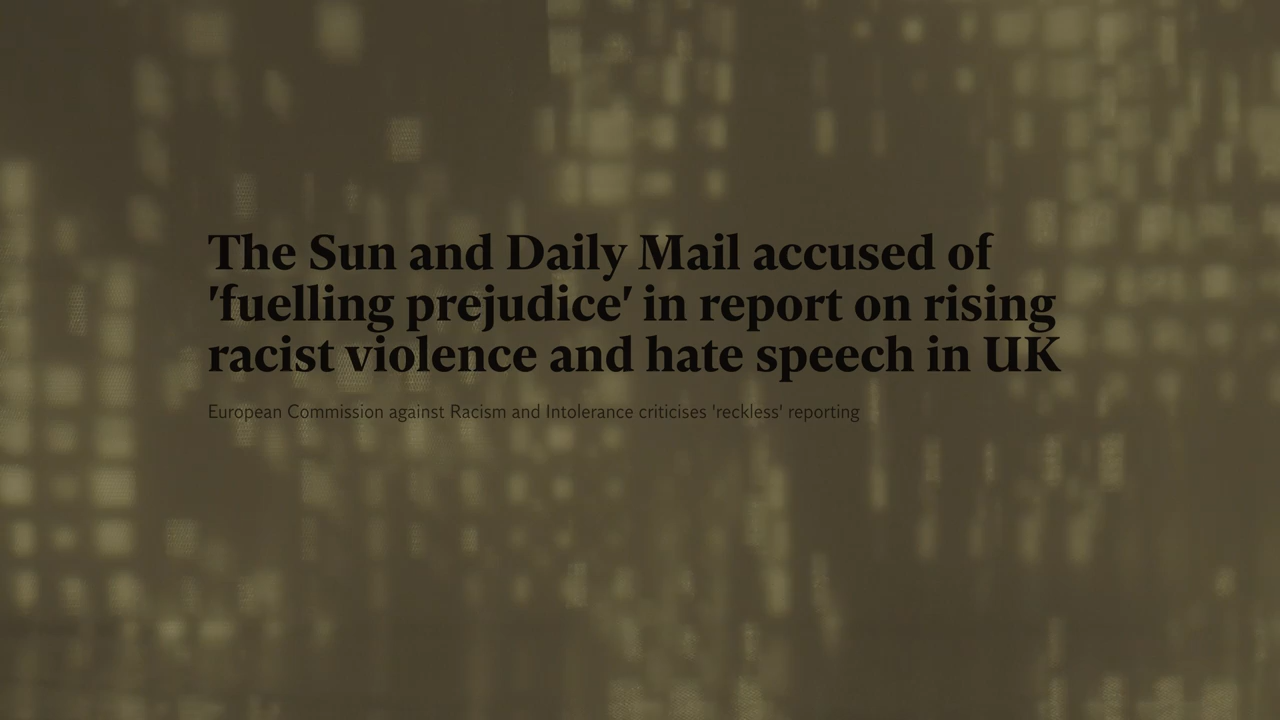 The Sun and Daily Mail accused of
'fuelling prejudice' in report on rising
racist violence and hate speech in UK
European Commission against Racism and Intolerance criticises 'reckless' reporting